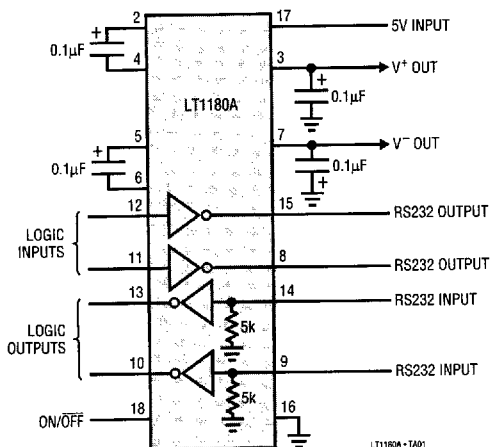 2
17
5V INPUT
+
0.1µF
4
3
V+ OUT
+
0.1µF
LT1180A
5
7
V− OUT
+
0.1µF
6
0.1µF
+
12
15
RS232 OUTPUT
LOGIC
INPUTS
11
8
RS232 OUTPUT
13
14
RS232 INPUT
5k
LOGIC
OUTPUTS
10
9
RS232 INPUT
5k
ON/OFF
18
16
LT1180A • TA01